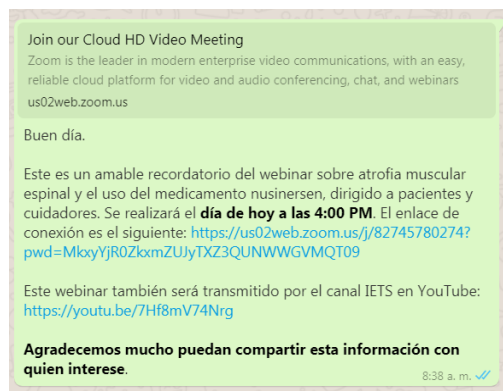 Join our Cloud HD Video Meeting
Zoom is the leader in modern enterprise video communications, with an easy,
reliable cloud platform for video and audio conferencing, chat, and webinars
us02web.zoom.us
Buen día.
Este es un amable recordatorio del webinar sobre atrofia muscular
espinal y el uso del medicamento nusinersen, dirigido a pacientes y
cuidadores. Se realizará el día de hoy a las 4:00 PM. El enlace de
conexión es el siguiente: https://us02web.zoom.us/j/82745780274?
pwd=MkxyYjR0ZkxmZUJyTXZ3QUNWWGVMQT09
Este webinar también será transmitido por el canal IETS en YouTube:
https://youtu.be/7Hf8mV74Nrg
Agradecemos mucho puedan compartir esta información con
quien interese.
8:38 a. m.